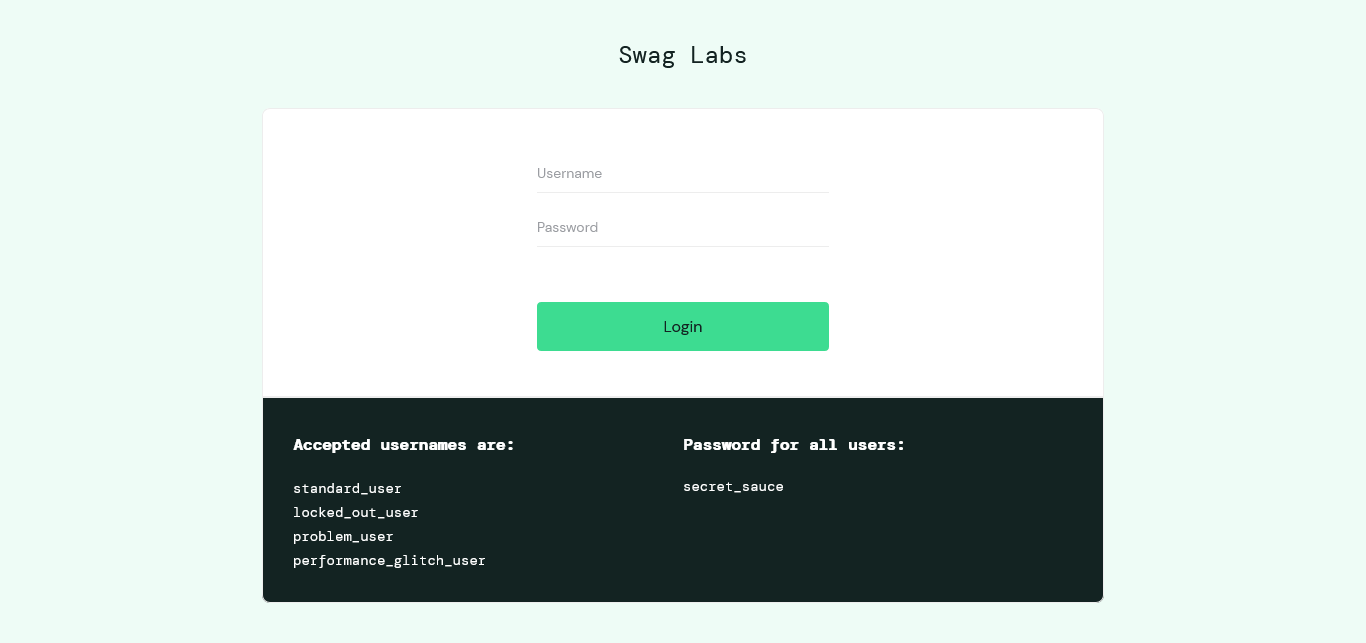 Swag Labs
Username
Password
Login
Accepted usernames are:
standard_user
locked_out_user
problem_user
performance_glitch_user
Password for all users:
secret_sauce